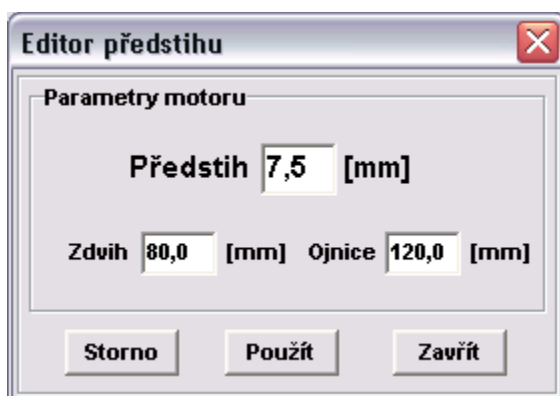 Editor předstihu
Parametry motoru
Předstih 7,5 [mm]
Zdvih 80,0 [mm] Ojnice 120,0 [mm]
Storno Použít Zavřít